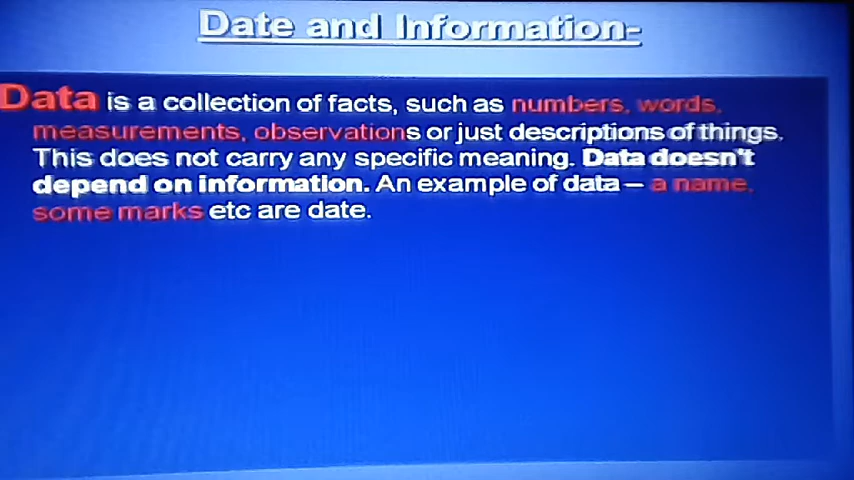 Date and Information-
Data is a collection of facts, such as numbers, words,
measurements, observations or just descriptions of things.
This does not carry any specific meaning. Data doesn't
depend on information. An example of data – a name,
some marks etc are date.